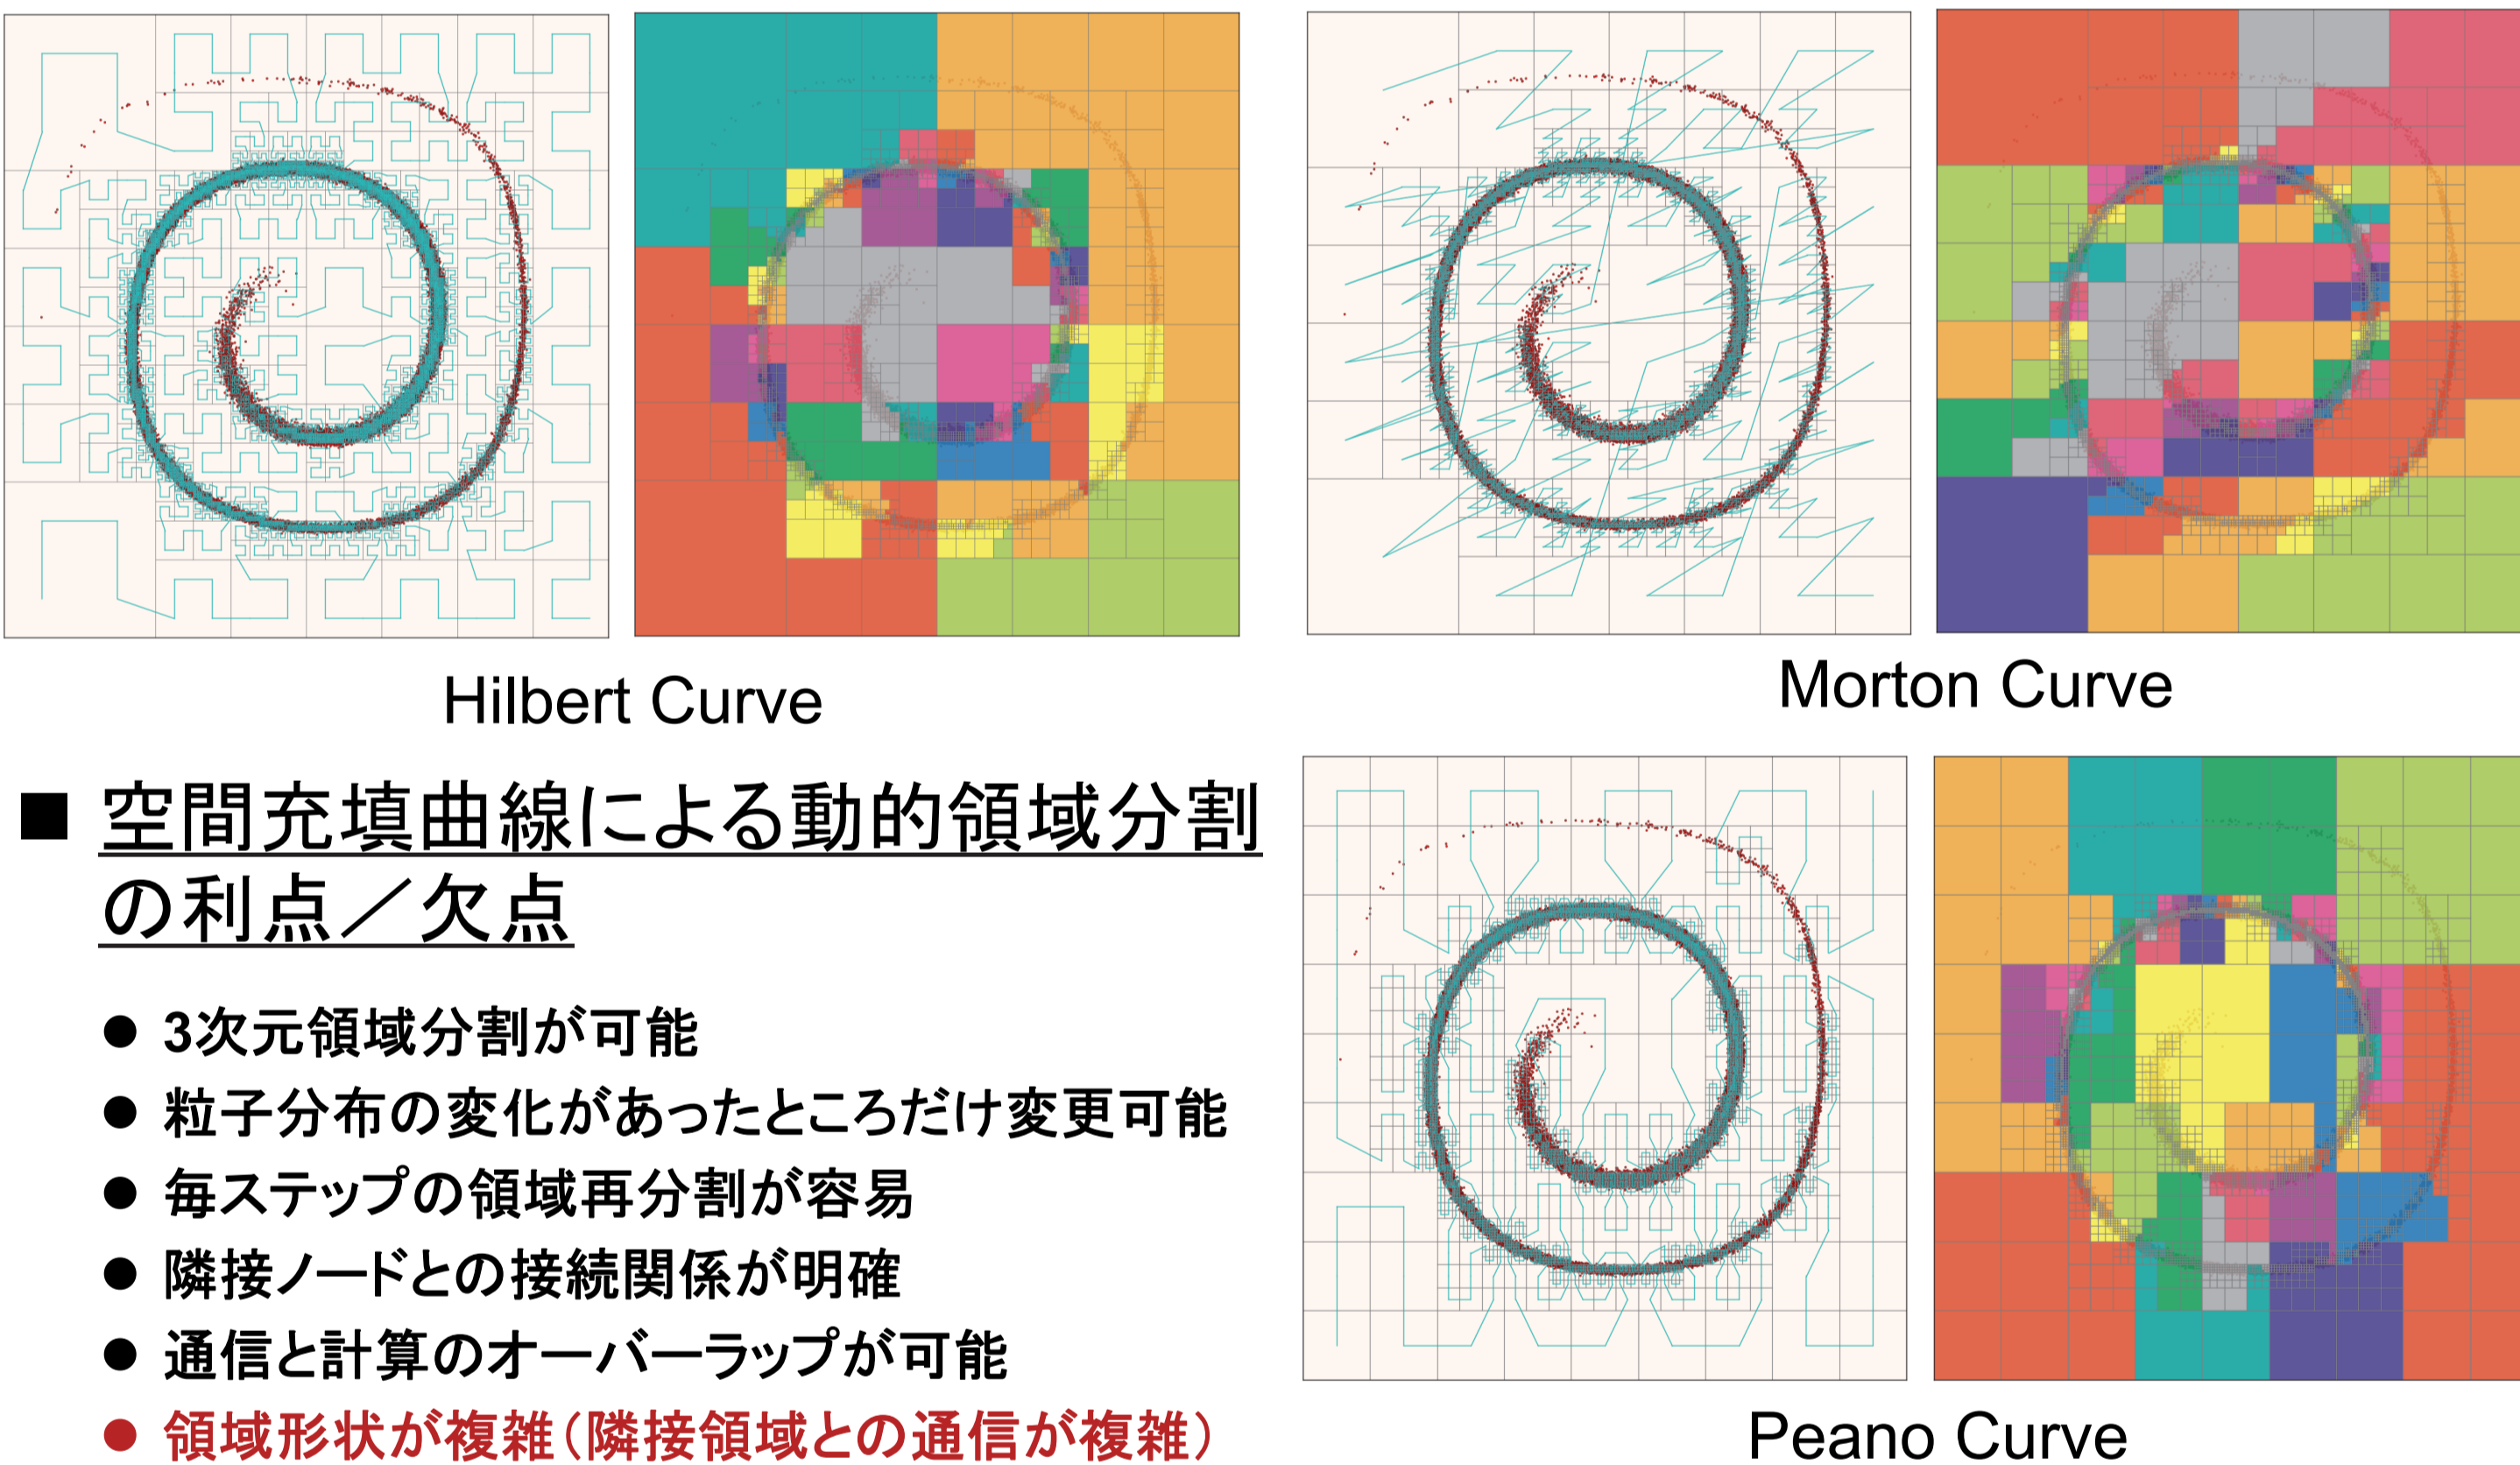 Hilbert Curve
Morton Curve
■ 空間充填曲線による動的領域分割
の利点／欠点
● 3次元領域分割が可能
● 粒子分布の変化があったところだけ変更可能
● 毎ステップの領域再分割が容易
● 隣接ノードとの接続関係が明確
● 通信と計算のオーバーラップが可能
● 領域形状が複雑（隣接領域との通信が複雑）
Peano Curve